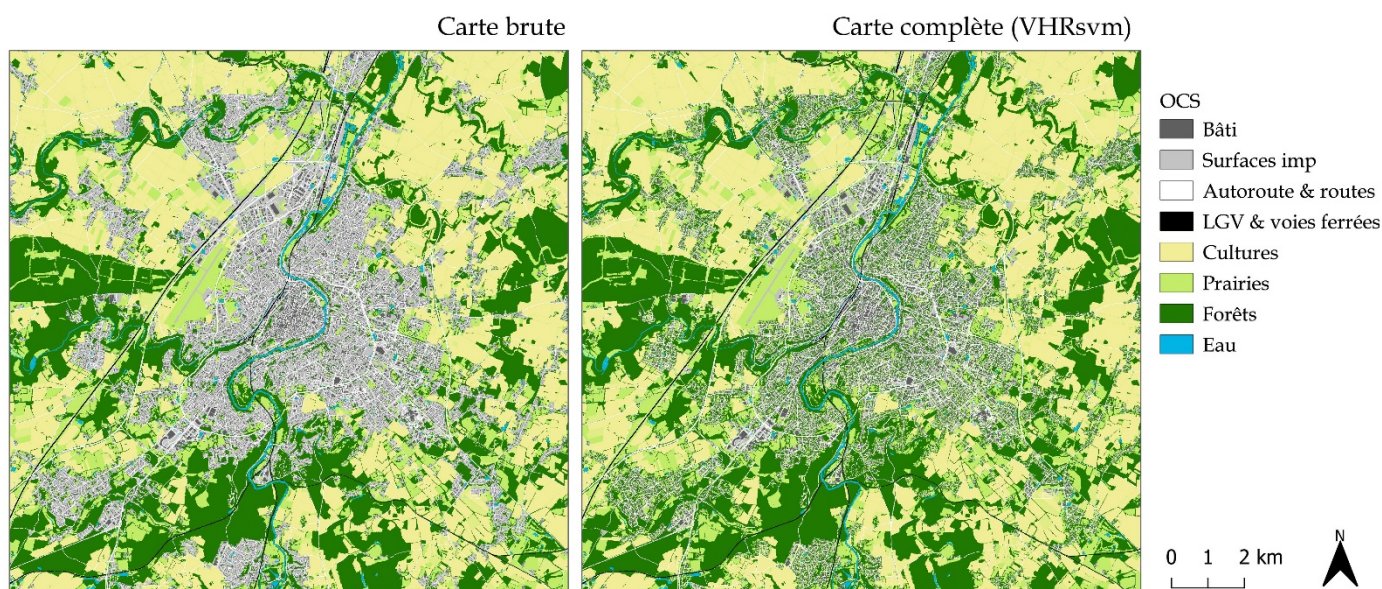 Carte brute
Carte complète (VHRsvm)
OCS
Bâti
Surfaces imp
Autoroute & routes
LGV & voies ferrées
Cultures
Prairies
Forêts
Eau
N
0 1 2 km